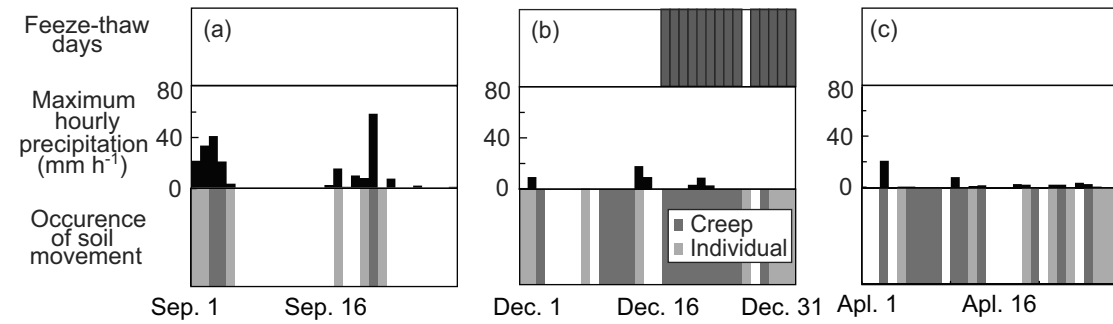 Feeze-thaw
days
(a)
(b)
(c)
Maximum
hourly
precipitation
(mm h-1)
80
40
0
80
40
0
80
40
0
Occurence
of soil
movement
Creep
Individual
Sep. 1
Sep. 16
Dec. 1
Dec. 16
Dec. 31
Apl. 1
Apl. 16